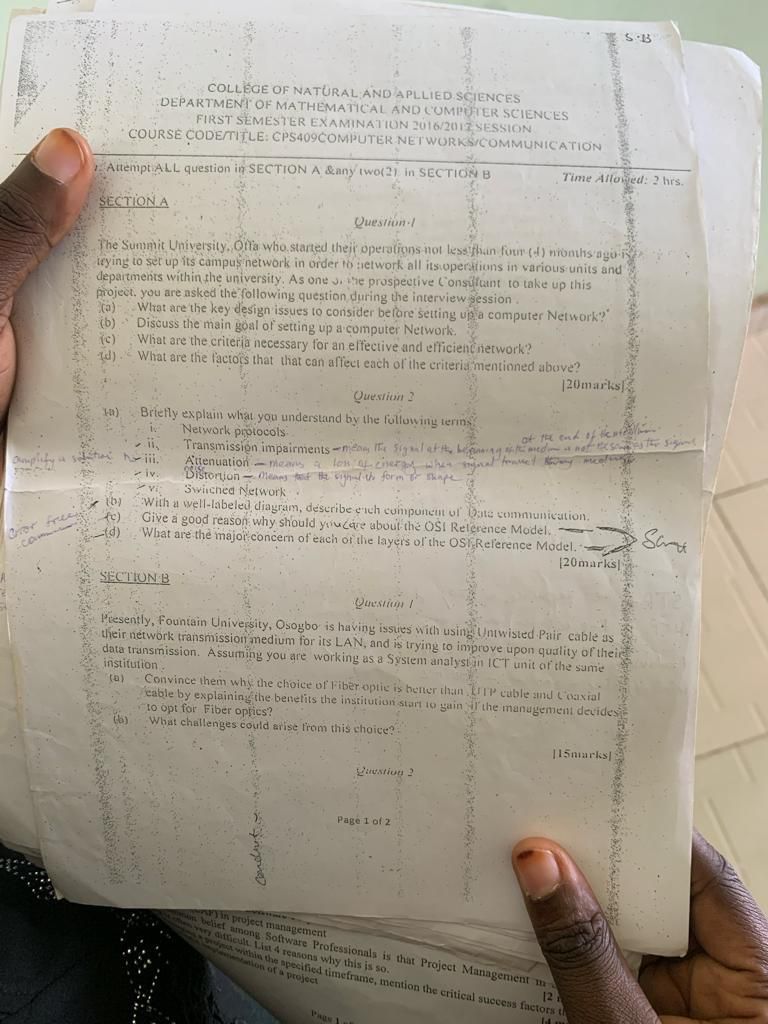 S.B
COLLEGE OF NATURAL AND APLLIED SCIENCES
DEPARTMENT OF MATHEMATICAL AND COMPUTER SCIENCES
FIRST SEMESTER EXAMINATION 2016/2017 SESSION
COURSE CODE/TITLE: CPS409COMPUTER NETWORKS/COMMUNICATION
Attempt ALL question in SECTION A &any two(2) in SECTION B Time Allowed: 2 hrs.
SECTION A
Question 1
The Summit University, Offa who started their operations not less than four (4) months ago is
trying to set up its campus network in order to network all its operations in various units and
departments within the university. As one of the prospective Consultant to take up this
project, you are asked the following question during the interview session .
(a) What are the key design issues to consider before setting up a computer Network?
(b) Discuss the main goal of setting up a computer Network.
(c) What are the criteria necessary for an effective and efficient network?
(d) What are the factors that that can affect each of the criteria mentioned above?
[20marks]
Question 2
(a) Briefly explain what you understand by the following terms
i. Network protocols
at the end of the medium
ii. Transmission impairments – means the signal at the beginning of the medium is not the same as the signal
iii. Attenuation – means a loss of energy when signal travel medium
iv. Distortion – means that the signal form or shape
v. Switched Network
(b) With a well-labeled diagram, describe each component of Data communication.
(c) Give a good reason why should you care about the OSI Reference Model.
(d) What are the major concern of each of the layers of the OSI Reference Model. Same
[20marks]
SECTION B
Question 1
Presently, Fountain University, Osogbo is having issues with using Untwisted Pair cable as
their network transmission medium for its LAN, and is trying to improve upon quality of their
data transmission. Assuming you are working as a System analyst in ICT unit of the same
institution .
(a) Convince them why the choice of Fiber optic is better than UTP cable and Coaxial
cable by explaining the benefits the institution start to gain if the management decides
to opt for Fiber optics?
(b) What challenges could arise from this choice?
[15marks]
Question 2
Page 1 of 2
in project management
belief among Software Professionals is that Project Management
very difficult. List 4 reasons why this is so.
a project within the specified timeframe, mention the critical success factors
of a project
Page 1